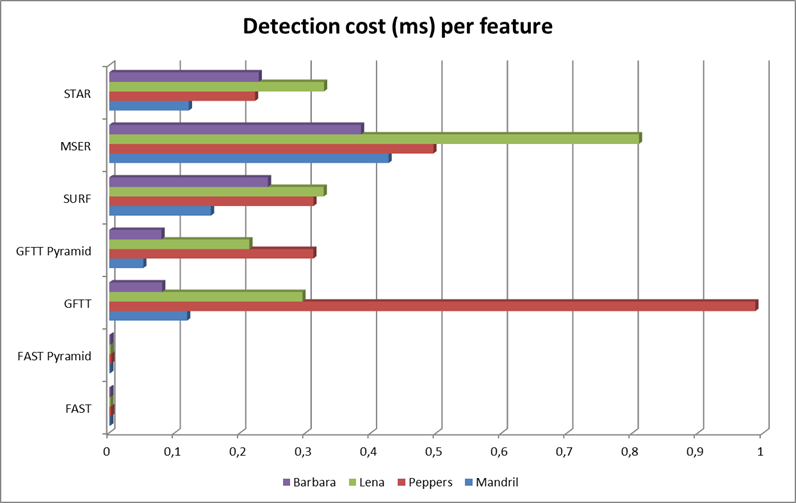 Detection cost (ms) per feature
STAR
MSER
SURF
GFTT Pyramid
GFTT
FAST Pyramid
FAST
0 0,1 0,2 0,3 0,4 0,5 0,6 0,7 0,8 0,9 1
Barbara Lena Peppers Mandril